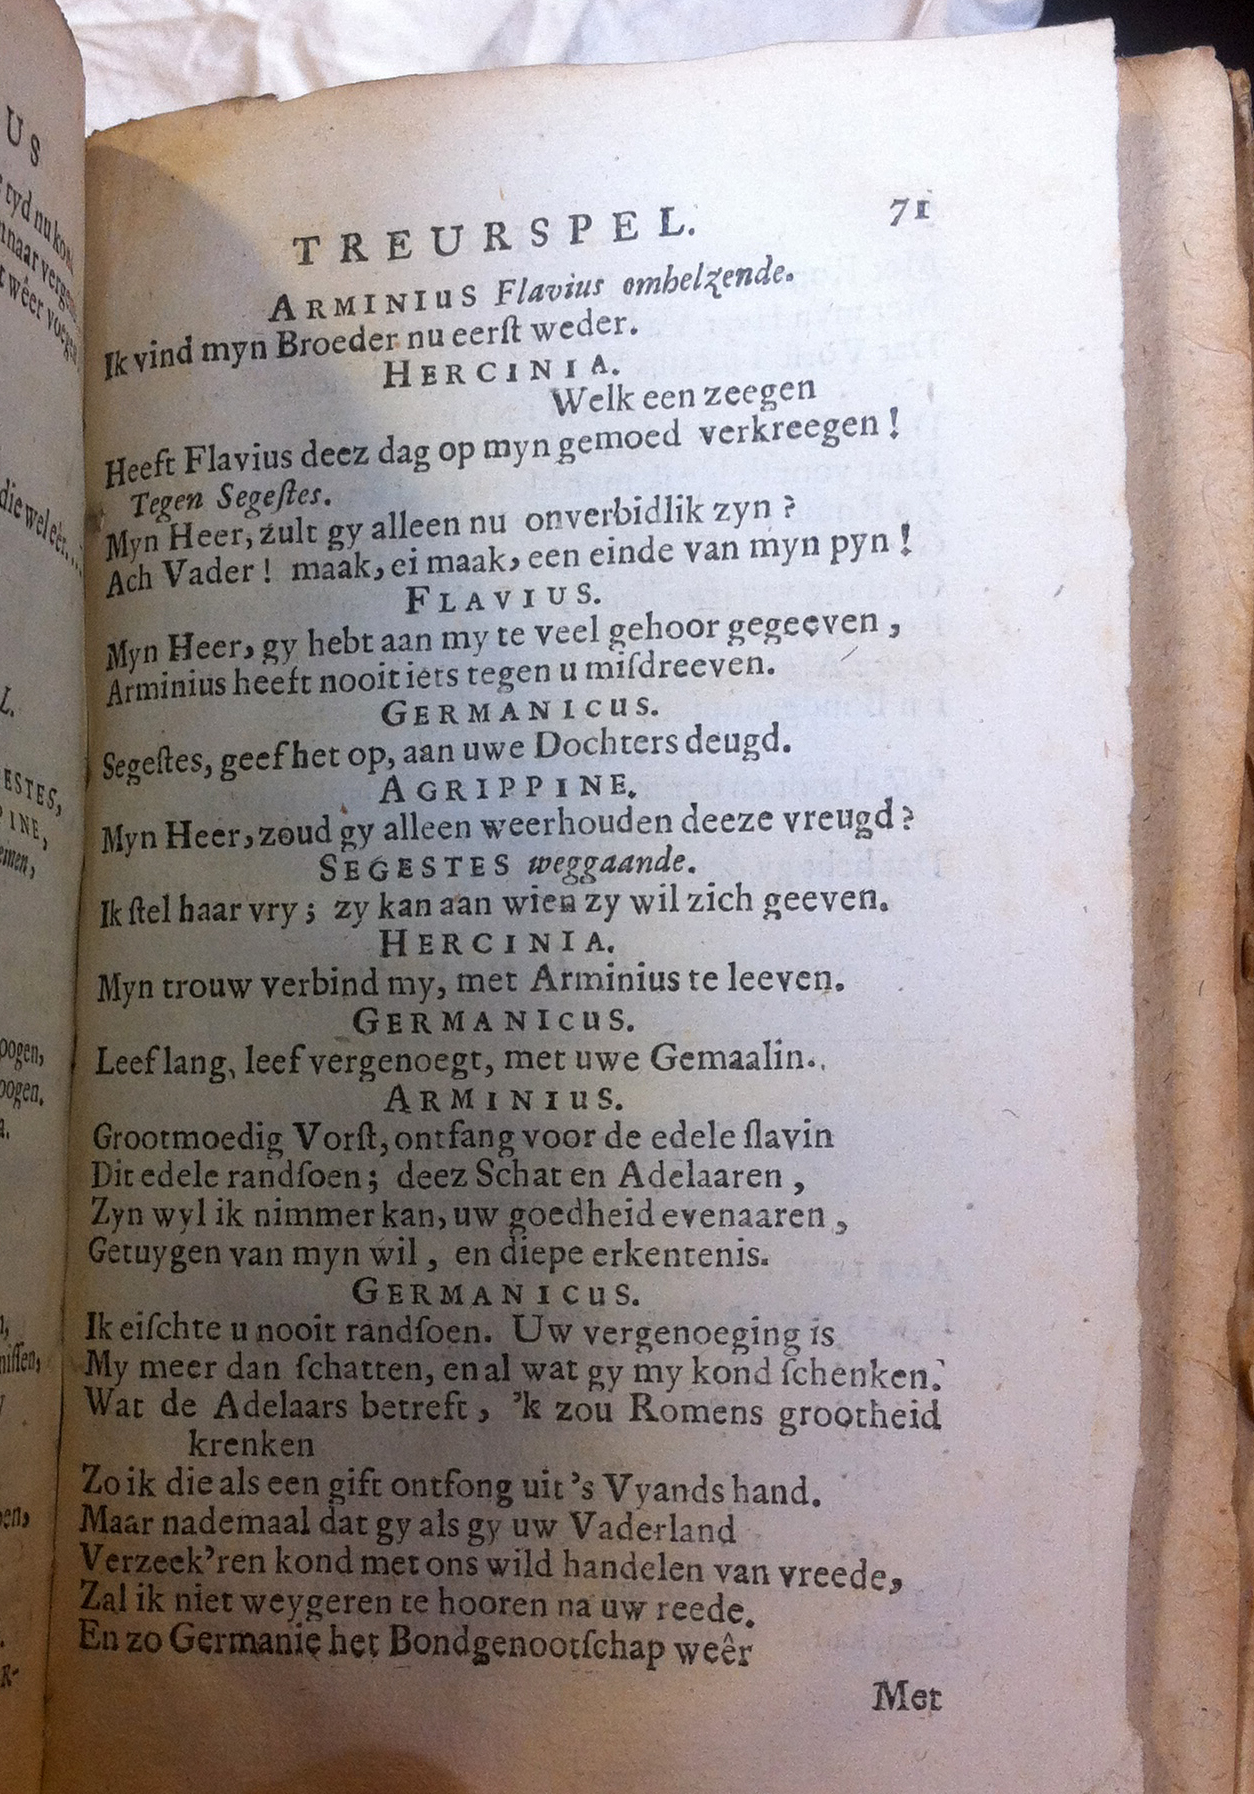 TREURSPEL. 71
ARMINIUS Flavius omhelzende.
Ik vind myn Broeder nu eerſt weder.
HERCINIA.
Welk een zeegen
Heeft Flavius deez dag op myn gemoed verkreegen!
Tegen Segeſtes.
Myn Heer, zult gy alleen nu onverbidlik zyn?
Ach Vader! maak, ei maak, een einde van myn pyn!
FLAVIUS.
Myn Heer, gy hebt aan my te veel gehoor gegeeven,
Arminius heeft nooit iets tegen u miſdreeven.
GERMANICUS.
Segeſtes, geef het op, aan uwe Dochters deugd.
AGRIPPINE.
Myn Heer, zoud gy alleen weerhouden deeze vreugd?
SEGESTES weggaande.
Ik ſtel haar vry; zy kan aan wien zy wil zich geeven.
HERCINIA.
Myn trouw verbind my, met Arminius te leeven.
GERMANICUS.
Leef lang, leef vergenoegt, met uwe Gemaalin.
ARMINIUS.
Grootmoedig Vorſt, ontfang voor de edele ſlavin
Dit edele randſoen; deez Schat en Adelaaren,
Zyn wyl ik nimmer kan, uw goedheid evenaaren,
Getuygen van myn wil, en diepe erkentenis.
GERMANICUS.
Ik eiſchte u nooit randſoen. Uw vergenoeging is
My meer dan ſchatten, en al wat gy my kond ſchenken.
Wat de Adelaars betreft, 'k zou Romens grootheid
krenken
Zo ik die als een gift ontfong uit 's Vyands hand.
Maar nademaal dat gy als gy uw Vaderland
Verzeek'ren kond met ons wild handelen van vreede,
Zal ik niet weygeren te hooren na uw reede.
En zo Germanie het Bondgenootſchap weêr
Met